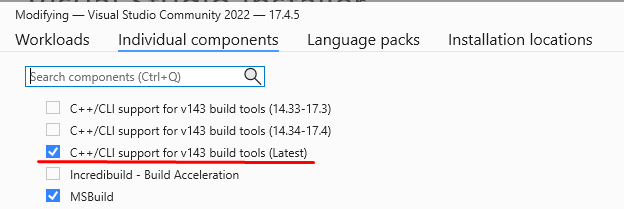 Modifying — Visual Studio Community 2022 — 17.4.5
Workloads Individual components Language packs Installation locations
Search components (Ctrl+Q)
C++/CLI support for v143 build tools (14.33-17.3)
C++/CLI support for v143 build tools (14.34-17.4)
C++/CLI support for v143 build tools (Latest)
Incredibuild - Build Acceleration
MSBuild